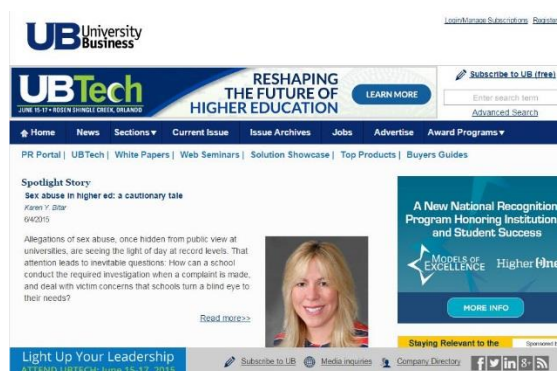 Login/Manage Subscriptions Register
UB University Business
UBTech
JUNE 15-17 • ROSEN SHINGLE CREEK, ORLANDO
RESHAPING
THE FUTURE OF
HIGHER EDUCATION
LEARN MORE
Subscribe to UB (free)
Enter search term
Advanced Search
Home News Sections▼ Current Issue Issue Archives Jobs Advertise Award Programs▼
PR Portal | UBTech | White Papers | Web Seminars | Solution Showcase | Top Products | Buyers Guides
Spotlight Story
Sex abuse in higher ed: a cautionary tale
Karen Y. Bitar
6/4/2015
Allegations of sex abuse, once hidden from public view at
universities, are seeing the light of day at record levels. That
attention leads to inevitable questions: How can a school
conduct the required investigation when a complaint is made,
and deal with victim concerns that schools turn a blind eye to
their needs?
Read more>>
A New National Recognition
Program Honoring Institution
and Student Success
MODELS OF
EXCELLENCE
Higher One
MORE INFO
Staying Relevant to the
Sponsored
Light Up Your Leadership
ATTEND UBTECH: June 15-17, 2015
Subscribe to UB Media inquiries Company Directory